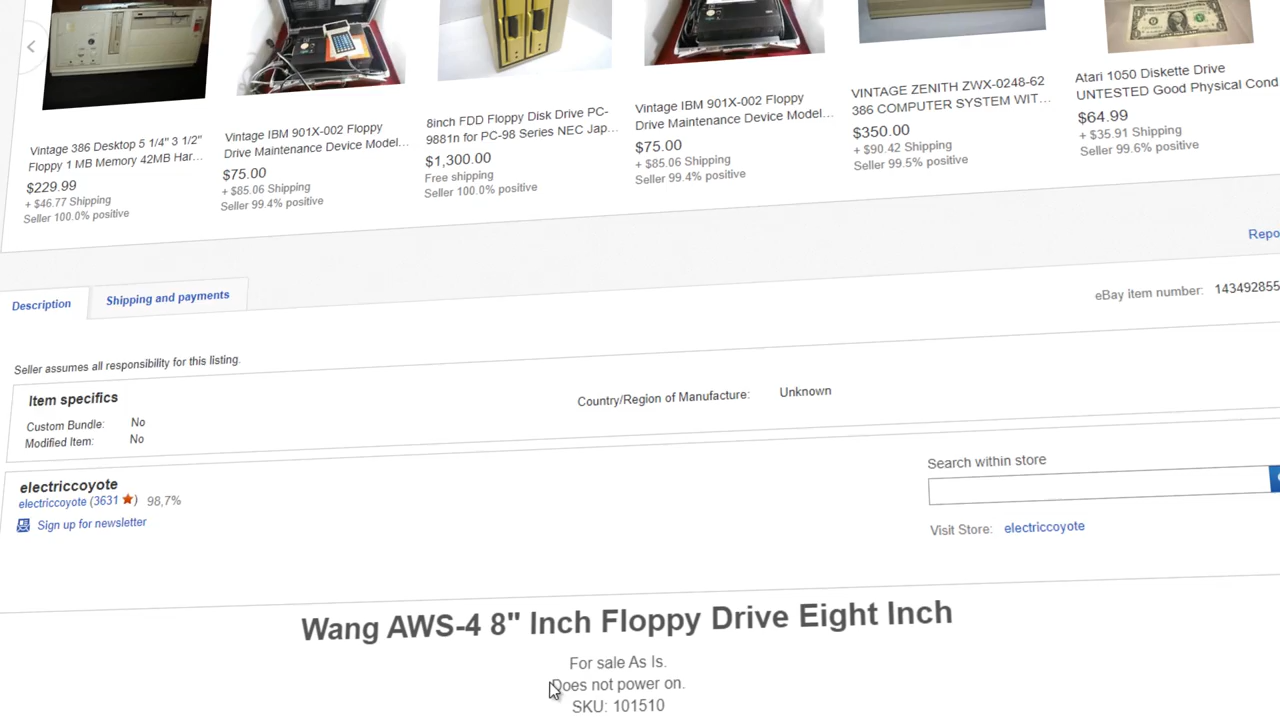 Vintage 386 Desktop 5 1/4" 3 1/2"
Floppy 1 MB Memory 42MB Har...
$229.99
+ $46.77 Shipping
Seller 100.0% positive
Vintage IBM 901X-002 Floppy
Drive Maintenance Device Model...
$75.00
+ $85.06 Shipping
Seller 99.4% positive
8inch FDD Floppy Disk Drive PC-
9881n for PC-98 Series NEC Jap...
$1,300.00
Free shipping
Seller 100.0% positive
Vintage IBM 901X-002 Floppy
Drive Maintenance Device Model...
$75.00
+ $85.06 Shipping
Seller 99.4% positive
VINTAGE ZENITH ZWX-0248-62
386 COMPUTER SYSTEM WIT...
$350.00
+ $90.42 Shipping
Seller 99.5% positive
Atari 1050 Diskette Drive
UNTESTED Good Physical Cond
$64.99
+ $35.91 Shipping
Seller 99.6% positive
Repo
Description
Shipping and payments
eBay item number: 143492855
Seller assumes all responsibility for this listing.
Item specifics
Custom Bundle: No
Modified Item: No
Country/Region of Manufacture: Unknown
electriccoyote
electriccoyote (3631 ) 98,7%
Sign up for newsletter
Search within store
Visit Store: electriccoyote
Wang AWS-4 8" Inch Floppy Drive Eight Inch
For sale As Is.
Does not power on.
SKU: 101510